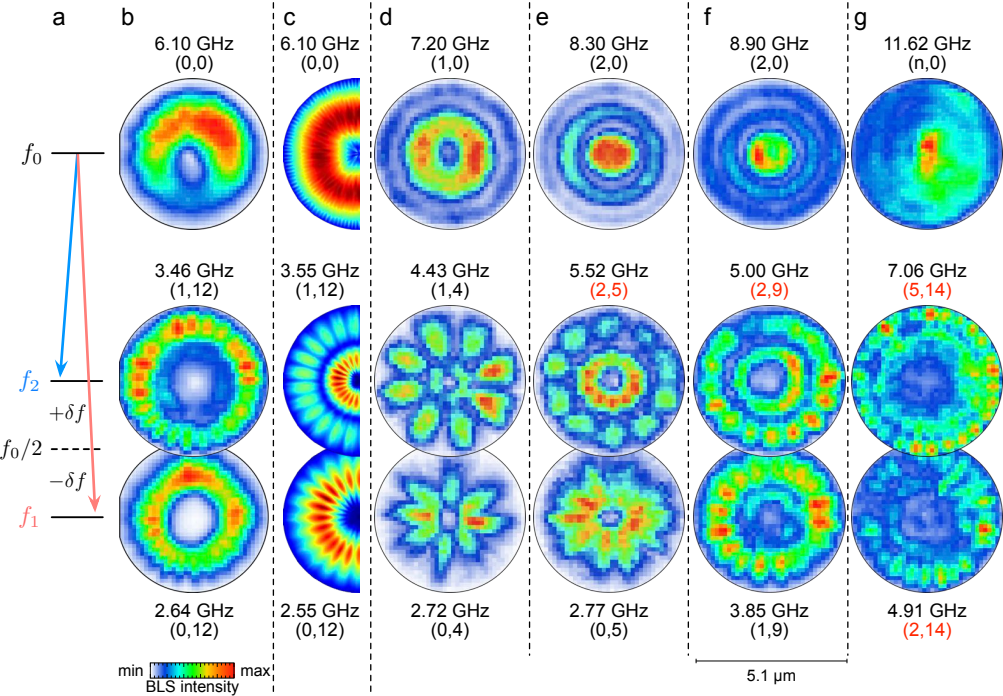 a b c d e f g
6.10 GHz 6.10 GHz 7.20 GHz 8.30 GHz 8.90 GHz 11.62 GHz
(0,0) (0,0) (1,0) (2,0) (2,0) (n,0)
f0
3.46 GHz 3.55 GHz 4.43 GHz 5.52 GHz 5.00 GHz 7.06 GHz
(1,12) (1,12) (1,4) (2,5) (2,9) (5,14)
f2
+δf
f0/2
−δf
f1
2.64 GHz 2.55 GHz 2.72 GHz 2.77 GHz 3.85 GHz 4.91 GHz
(0,12) (0,12) (0,4) (0,5) (1,9) (2,14)
min max
BLS intensity
5.1 µm